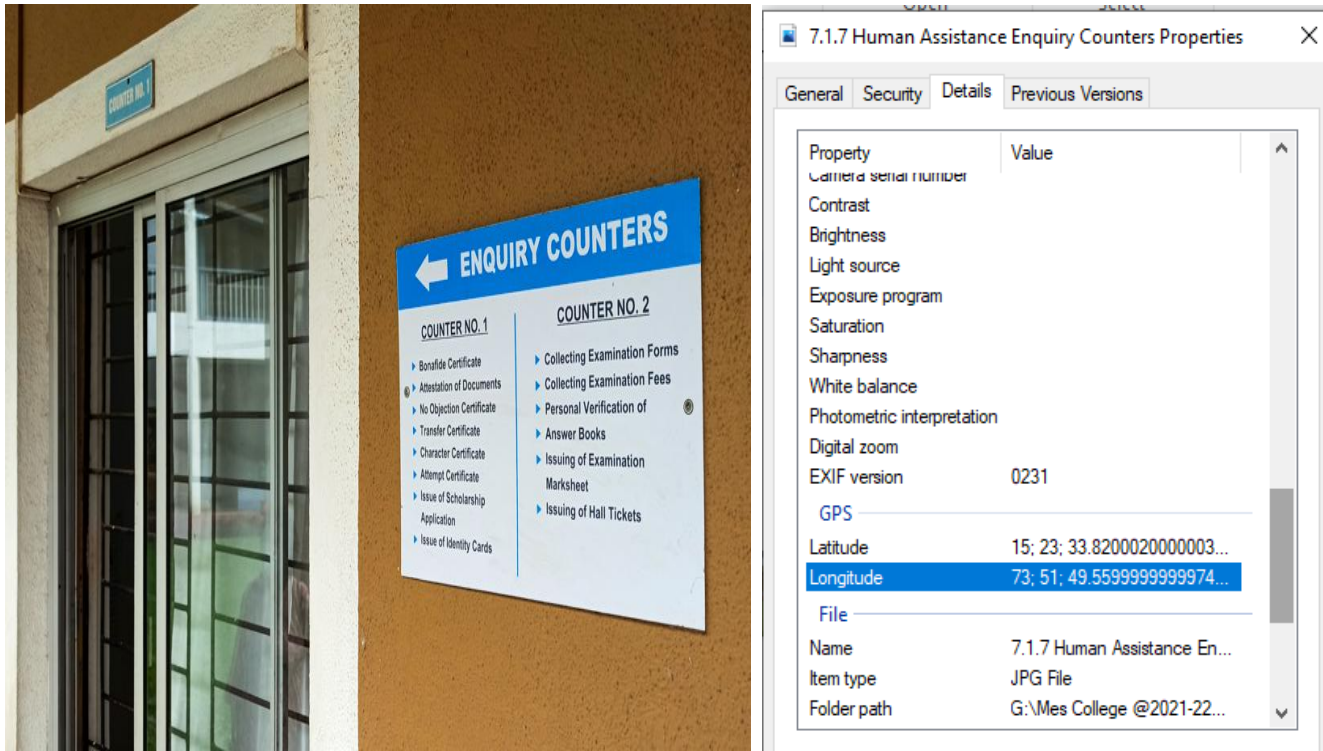 COUNTER NO. 1
ENQUIRY COUNTERS
COUNTER NO. 1
Bonafide Certificate
Attestation of Documents
No Objection Certificate
Transfer Certificate
Character Certificate
Attempt Certificate
Issue of Scholarship
Application
Issue of Identity Cards
COUNTER NO. 2
Collecting Examination Forms
Collecting Examination Fees
Personal Verification of
Answer Books
Issuing of Examination
Marksheet
Issuing of Hall Tickets
7.1.7 Human Assistance Enquiry Counters Properties
General Security Details Previous Versions
Property Value
Camera serial number
Contrast
Brightness
Light source
Exposure program
Saturation
Sharpness
White balance
Photometric interpretation
Digital zoom
EXIF version 0231
GPS
Latitude 15; 23; 33.8200020000003...
Longitude 73; 51; 49.5599999999974...
File
Name 7.1.7 Human Assistance En...
Item type JPG File
Folder path G:\Mes College @2021-22...